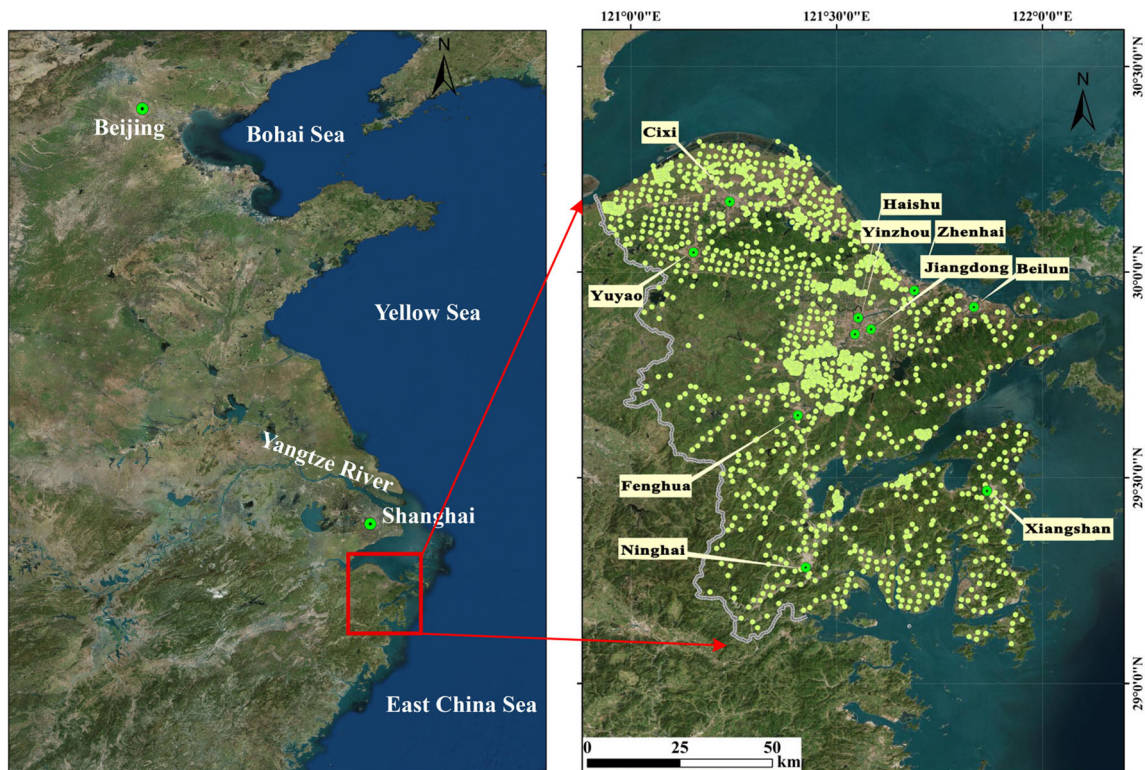 N
Beijing
Bohai Sea
Yellow Sea
Yangtze River
Shanghai
East China Sea
121°0'0"E
121°30'0"E
122°0'0"E
30°30'0"N
N
Cixi
Haishu
Yinzhou
Zhenhai
30°0'0"N
Jiangdong
Beilun
Yuyao
29°30'0"N
Fenghua
Xiangshan
Ninghai
29°0'0"N
0
25
50
km